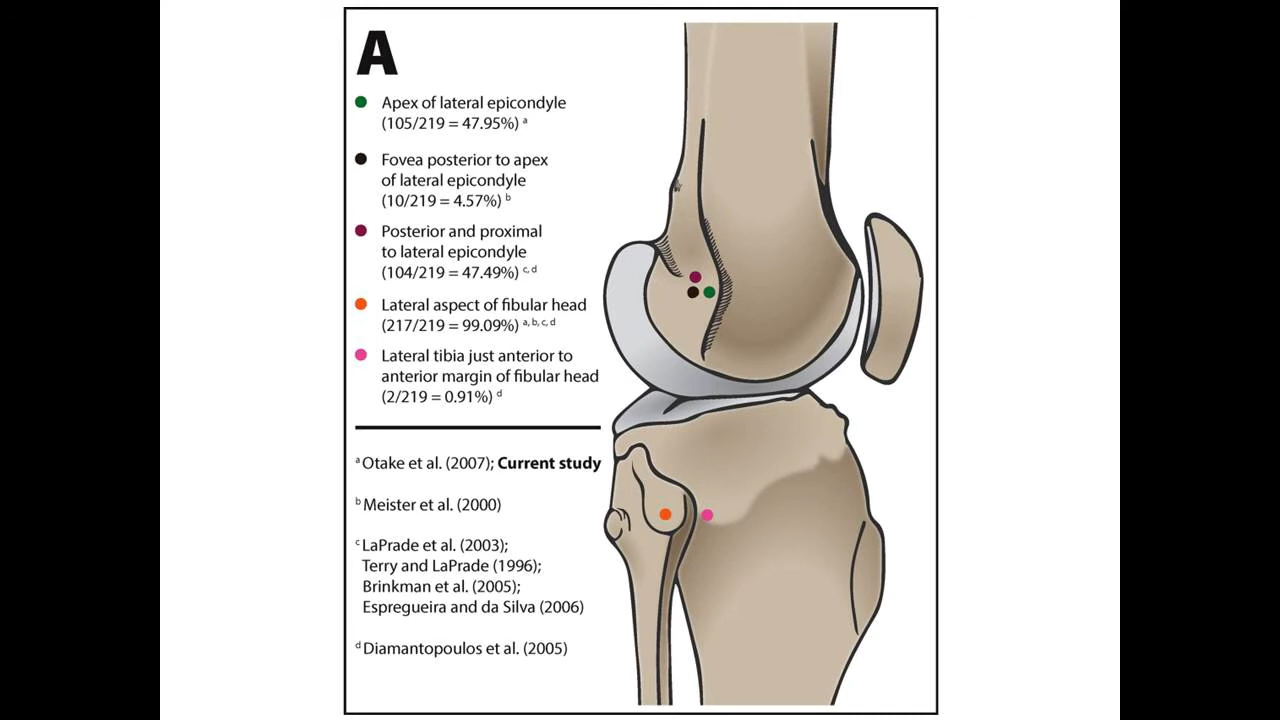 A
Apex of lateral epicondyle
(105/219 = 47.95%) a
Fovea posterior to apex
of lateral epicondyle
(10/219 = 4.57%) b
Posterior and proximal
to lateral epicondyle
(104/219 = 47.49%) c, d
Lateral aspect of fibular head
(217/219 = 99.09%) a, b, c, d
Lateral tibia just anterior to
anterior margin of fibular head
(2/219 = 0.91%) d
a Otake et al. (2007); Current study
b Meister et al. (2000)
c LaPrade et al. (2003);
Terry and LaPrade (1996);
Brinkman et al. (2005);
Espregueira and da Silva (2006)
d Diamantopoulos et al. (2005)